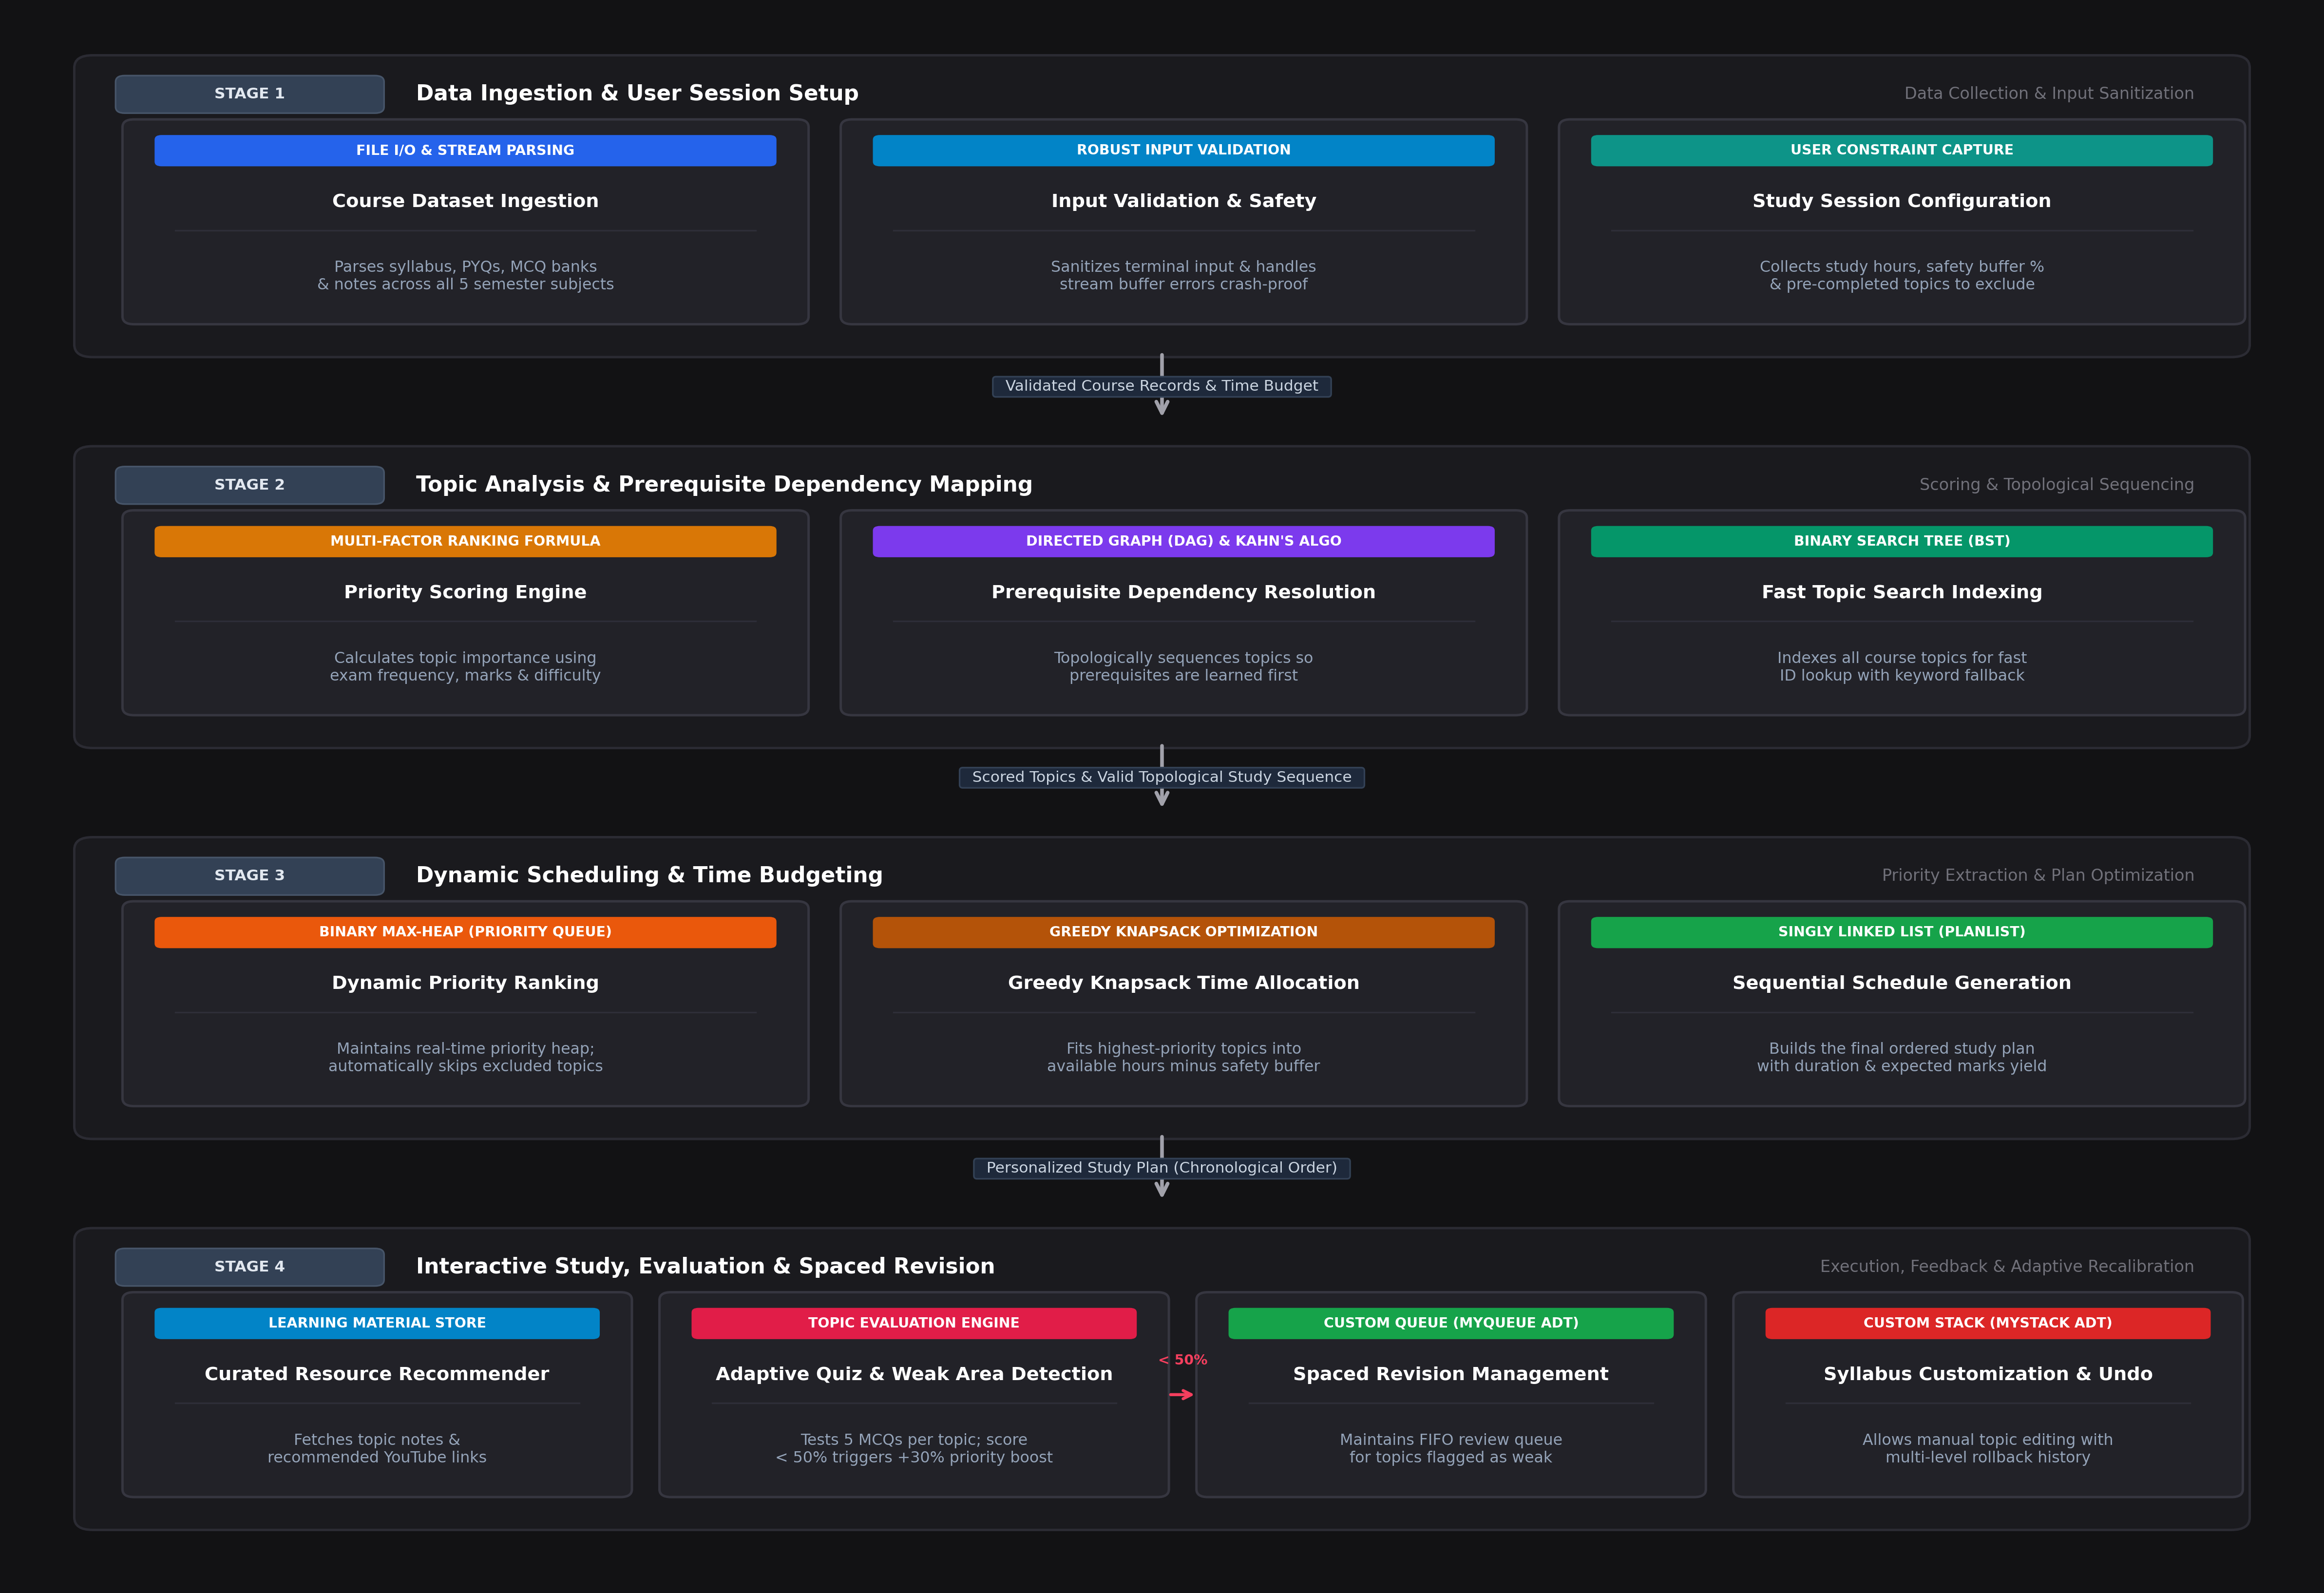 STAGE 1
Data Ingestion & User Session Setup
Data Collection & Input Sanitization
FILE I/O & STREAM PARSING
Course Dataset Ingestion
Parses syllabus, PYQs, MCQ banks
& notes across all 5 semester subjects
ROBUST INPUT VALIDATION
Input Validation & Safety
Sanitizes terminal input & handles
stream buffer errors crash-proof
USER CONSTRAINT CAPTURE
Study Session Configuration
Collects study hours, safety buffer %
& pre-completed topics to exclude
Validated Course Records & Time Budget
STAGE 2
Topic Analysis & Prerequisite Dependency Mapping
Scoring & Topological Sequencing
MULTI-FACTOR RANKING FORMULA
Priority Scoring Engine
Calculates topic importance using
exam frequency, marks & difficulty
DIRECTED GRAPH (DAG) & KAHN'S ALGO
Prerequisite Dependency Resolution
Topologically sequences topics so
prerequisites are learned first
BINARY SEARCH TREE (BST)
Fast Topic Search Indexing
Indexes all course topics for fast
ID lookup with keyword fallback
Scored Topics & Valid Topological Study Sequence
STAGE 3
Dynamic Scheduling & Time Budgeting
Priority Extraction & Plan Optimization
BINARY MAX-HEAP (PRIORITY QUEUE)
Dynamic Priority Ranking
Maintains real-time priority heap;
automatically skips excluded topics
GREEDY KNAPSACK OPTIMIZATION
Greedy Knapsack Time Allocation
Fits highest-priority topics into
available hours minus safety buffer
SINGLY LINKED LIST (PLANLIST)
Sequential Schedule Generation
Builds the final ordered study plan
with duration & expected marks yield
Personalized Study Plan (Chronological Order)
STAGE 4
Interactive Study, Evaluation & Spaced Revision
Execution, Feedback & Adaptive Recalibration
LEARNING MATERIAL STORE
Curated Resource Recommender
Fetches topic notes &
recommended YouTube links
TOPIC EVALUATION ENGINE
Adaptive Quiz & Weak Area Detection
Tests 5 MCQs per topic; score
< 50% triggers +30% priority boost
< 50%
CUSTOM QUEUE (MYQUEUE ADT)
Spaced Revision Management
Maintains FIFO review queue
for topics flagged as weak
CUSTOM STACK (MYSTACK ADT)
Syllabus Customization & Undo
Allows manual topic editing with
multi-level rollback history